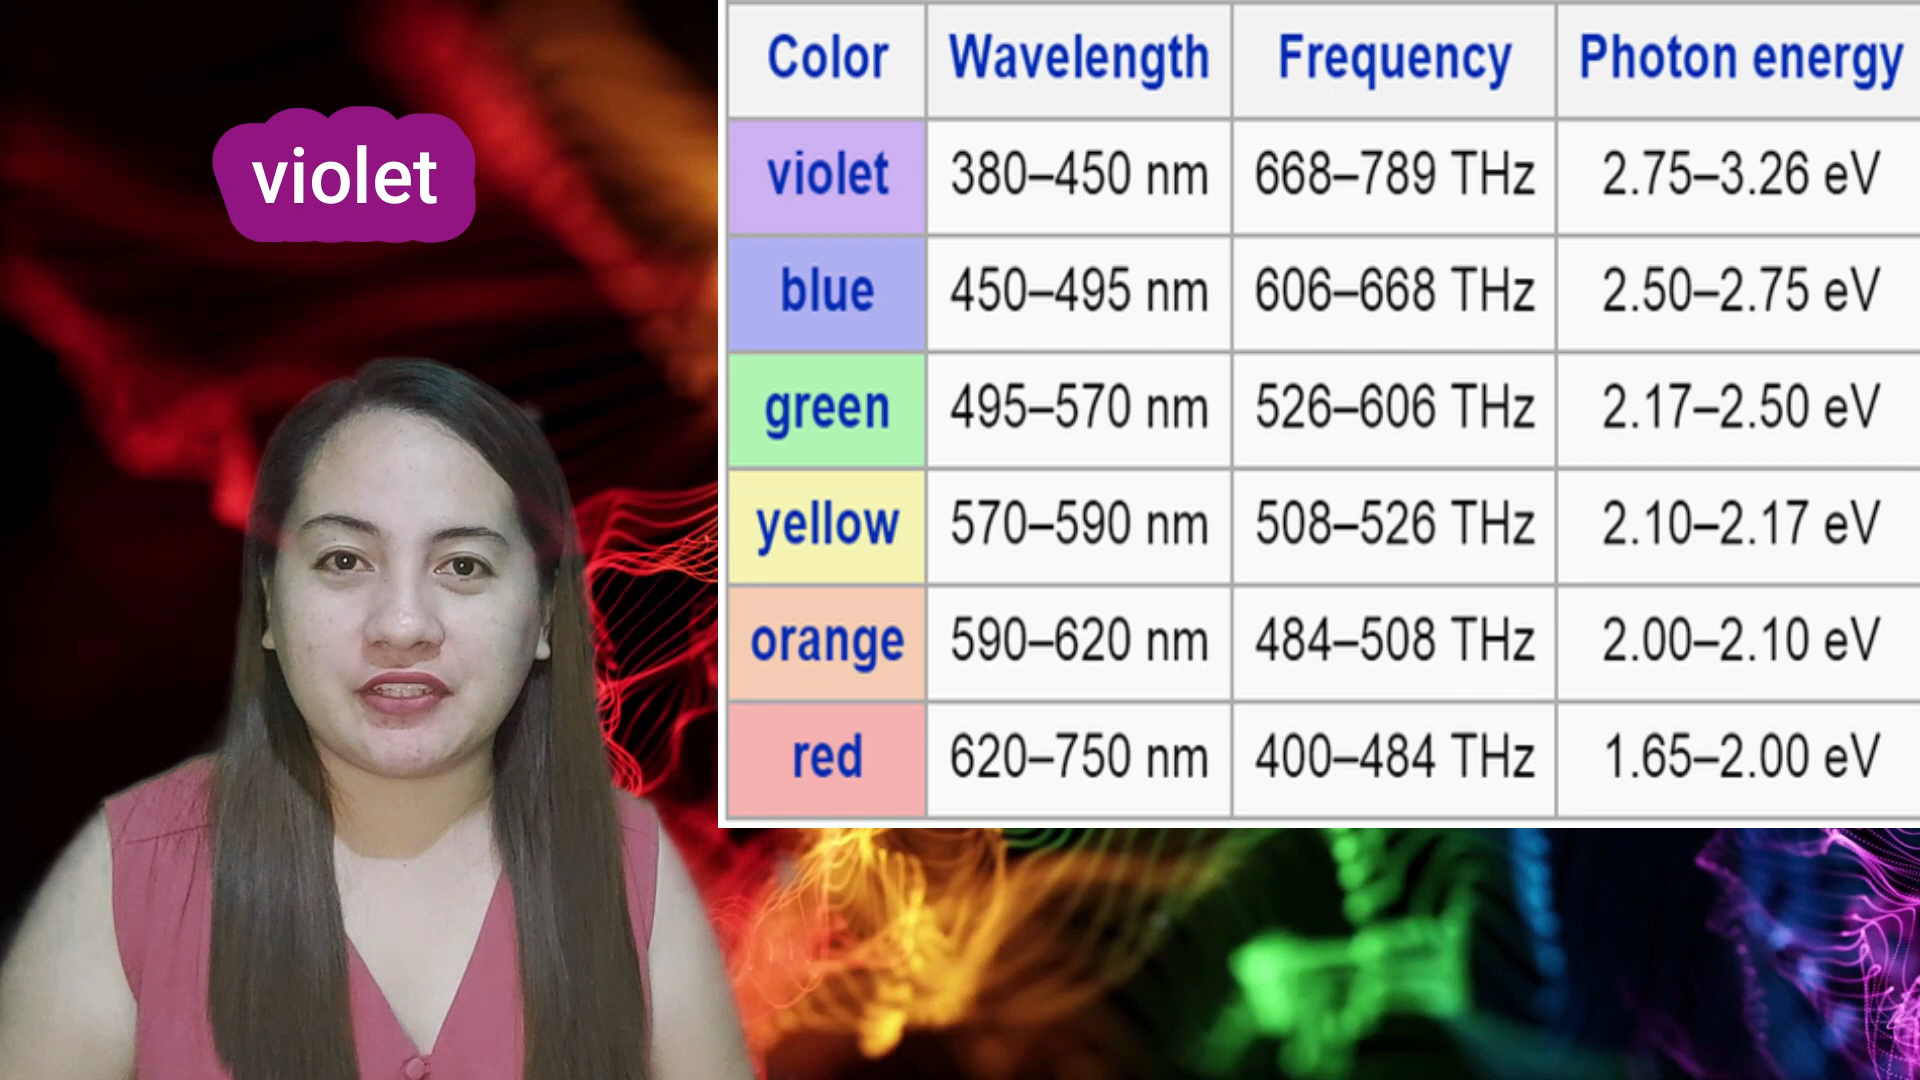 violet
Color Wavelength Frequency Photon energy
violet 380–450 nm 668–789 THz 2.75–3.26 eV
blue 450–495 nm 606–668 THz 2.50–2.75 eV
green 495–570 nm 526–606 THz 2.17–2.50 eV
yellow 570–590 nm 508–526 THz 2.10–2.17 eV
orange 590–620 nm 484–508 THz 2.00–2.10 eV
red 620–750 nm 400–484 THz 1.65–2.00 eV